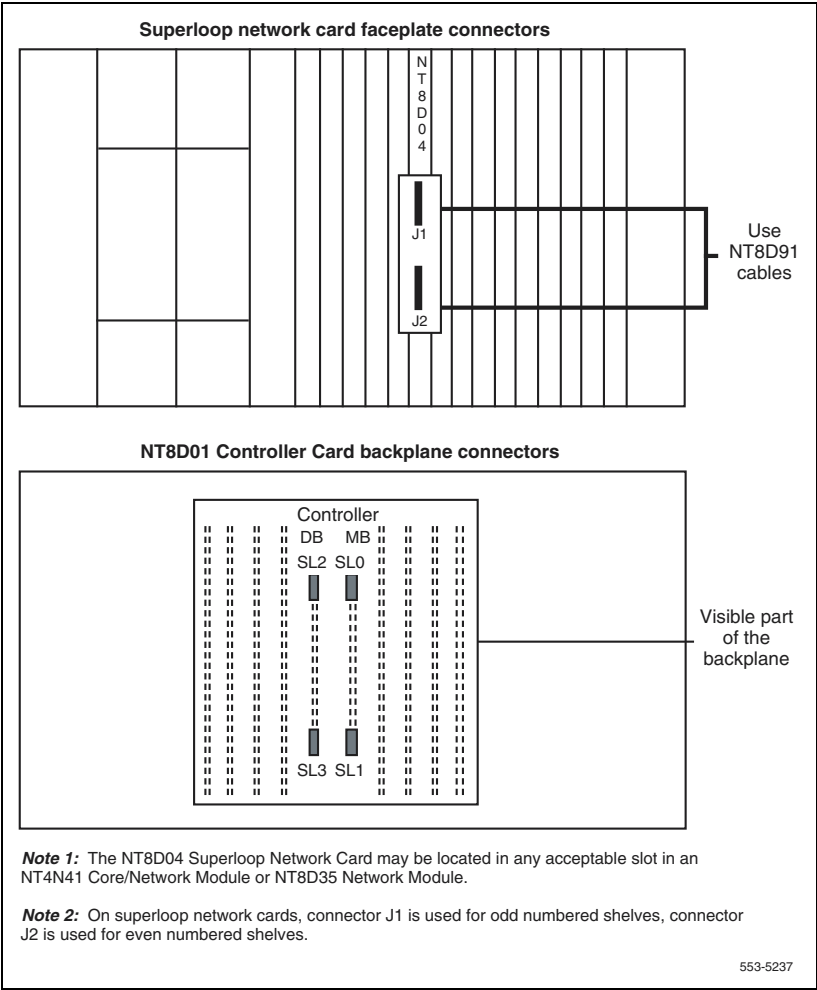 Superloop network card faceplate connectors
N
T
8
D
0
4
J1
J2
Use
NT8D91
cables
NT8D01 Controller Card backplane connectors
Controller
DB MB
SL2 SL0
SL3 SL1
Visible part
of the
backplane
Note 1: The NT8D04 Superloop Network Card may be located in any acceptable slot in an
NT4N41 Core/Network Module or NT8D35 Network Module.
Note 2: On superloop network cards, connector J1 is used for odd numbered shelves, connector
J2 is used for even numbered shelves.
553-5237